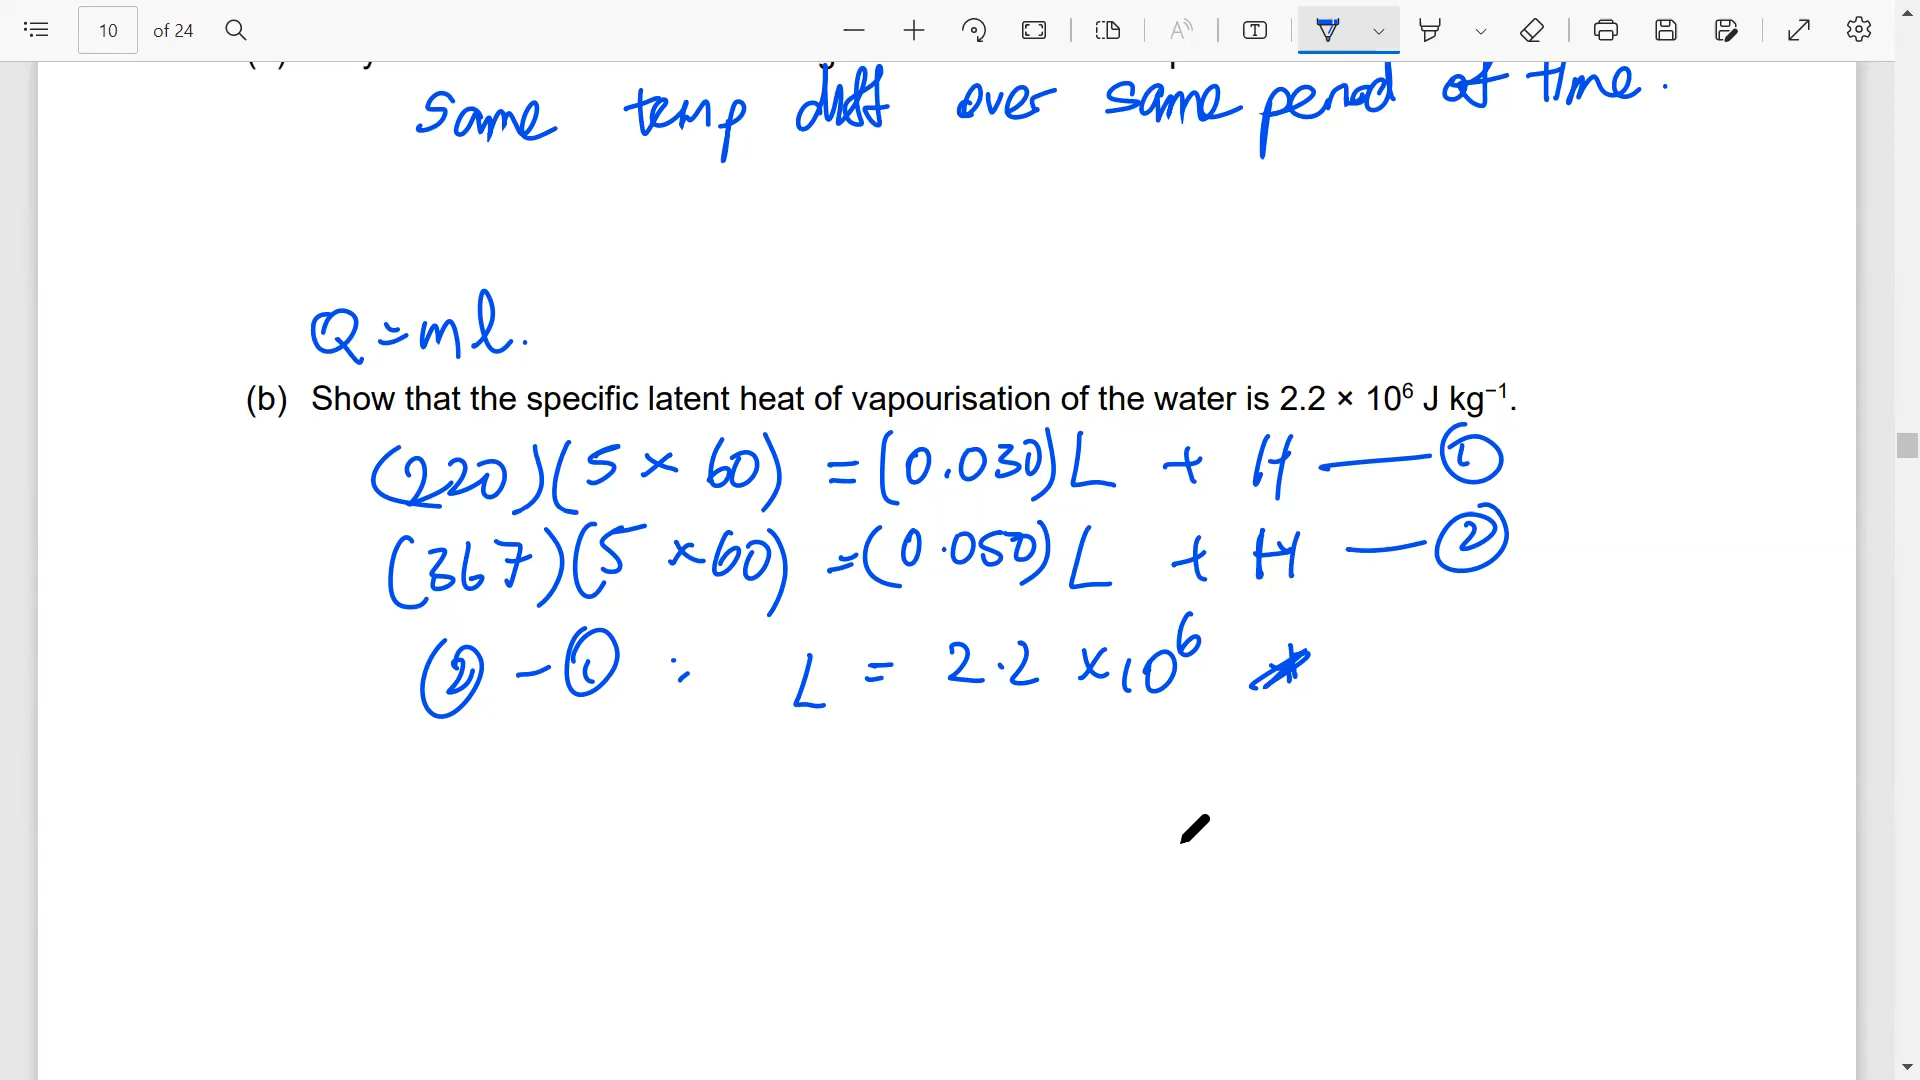 10 of 24
same temp diff over same period of time.
Q = ml.
(b) Show that the specific latent heat of vapourisation of the water is 2.2 × 10⁶ J kg⁻¹.
(220)(5 × 60) = (0.030)L + H — ①
(367)(5 × 60) = (0.050)L + H — ②
② - ① : L = 2.2 × 10⁶